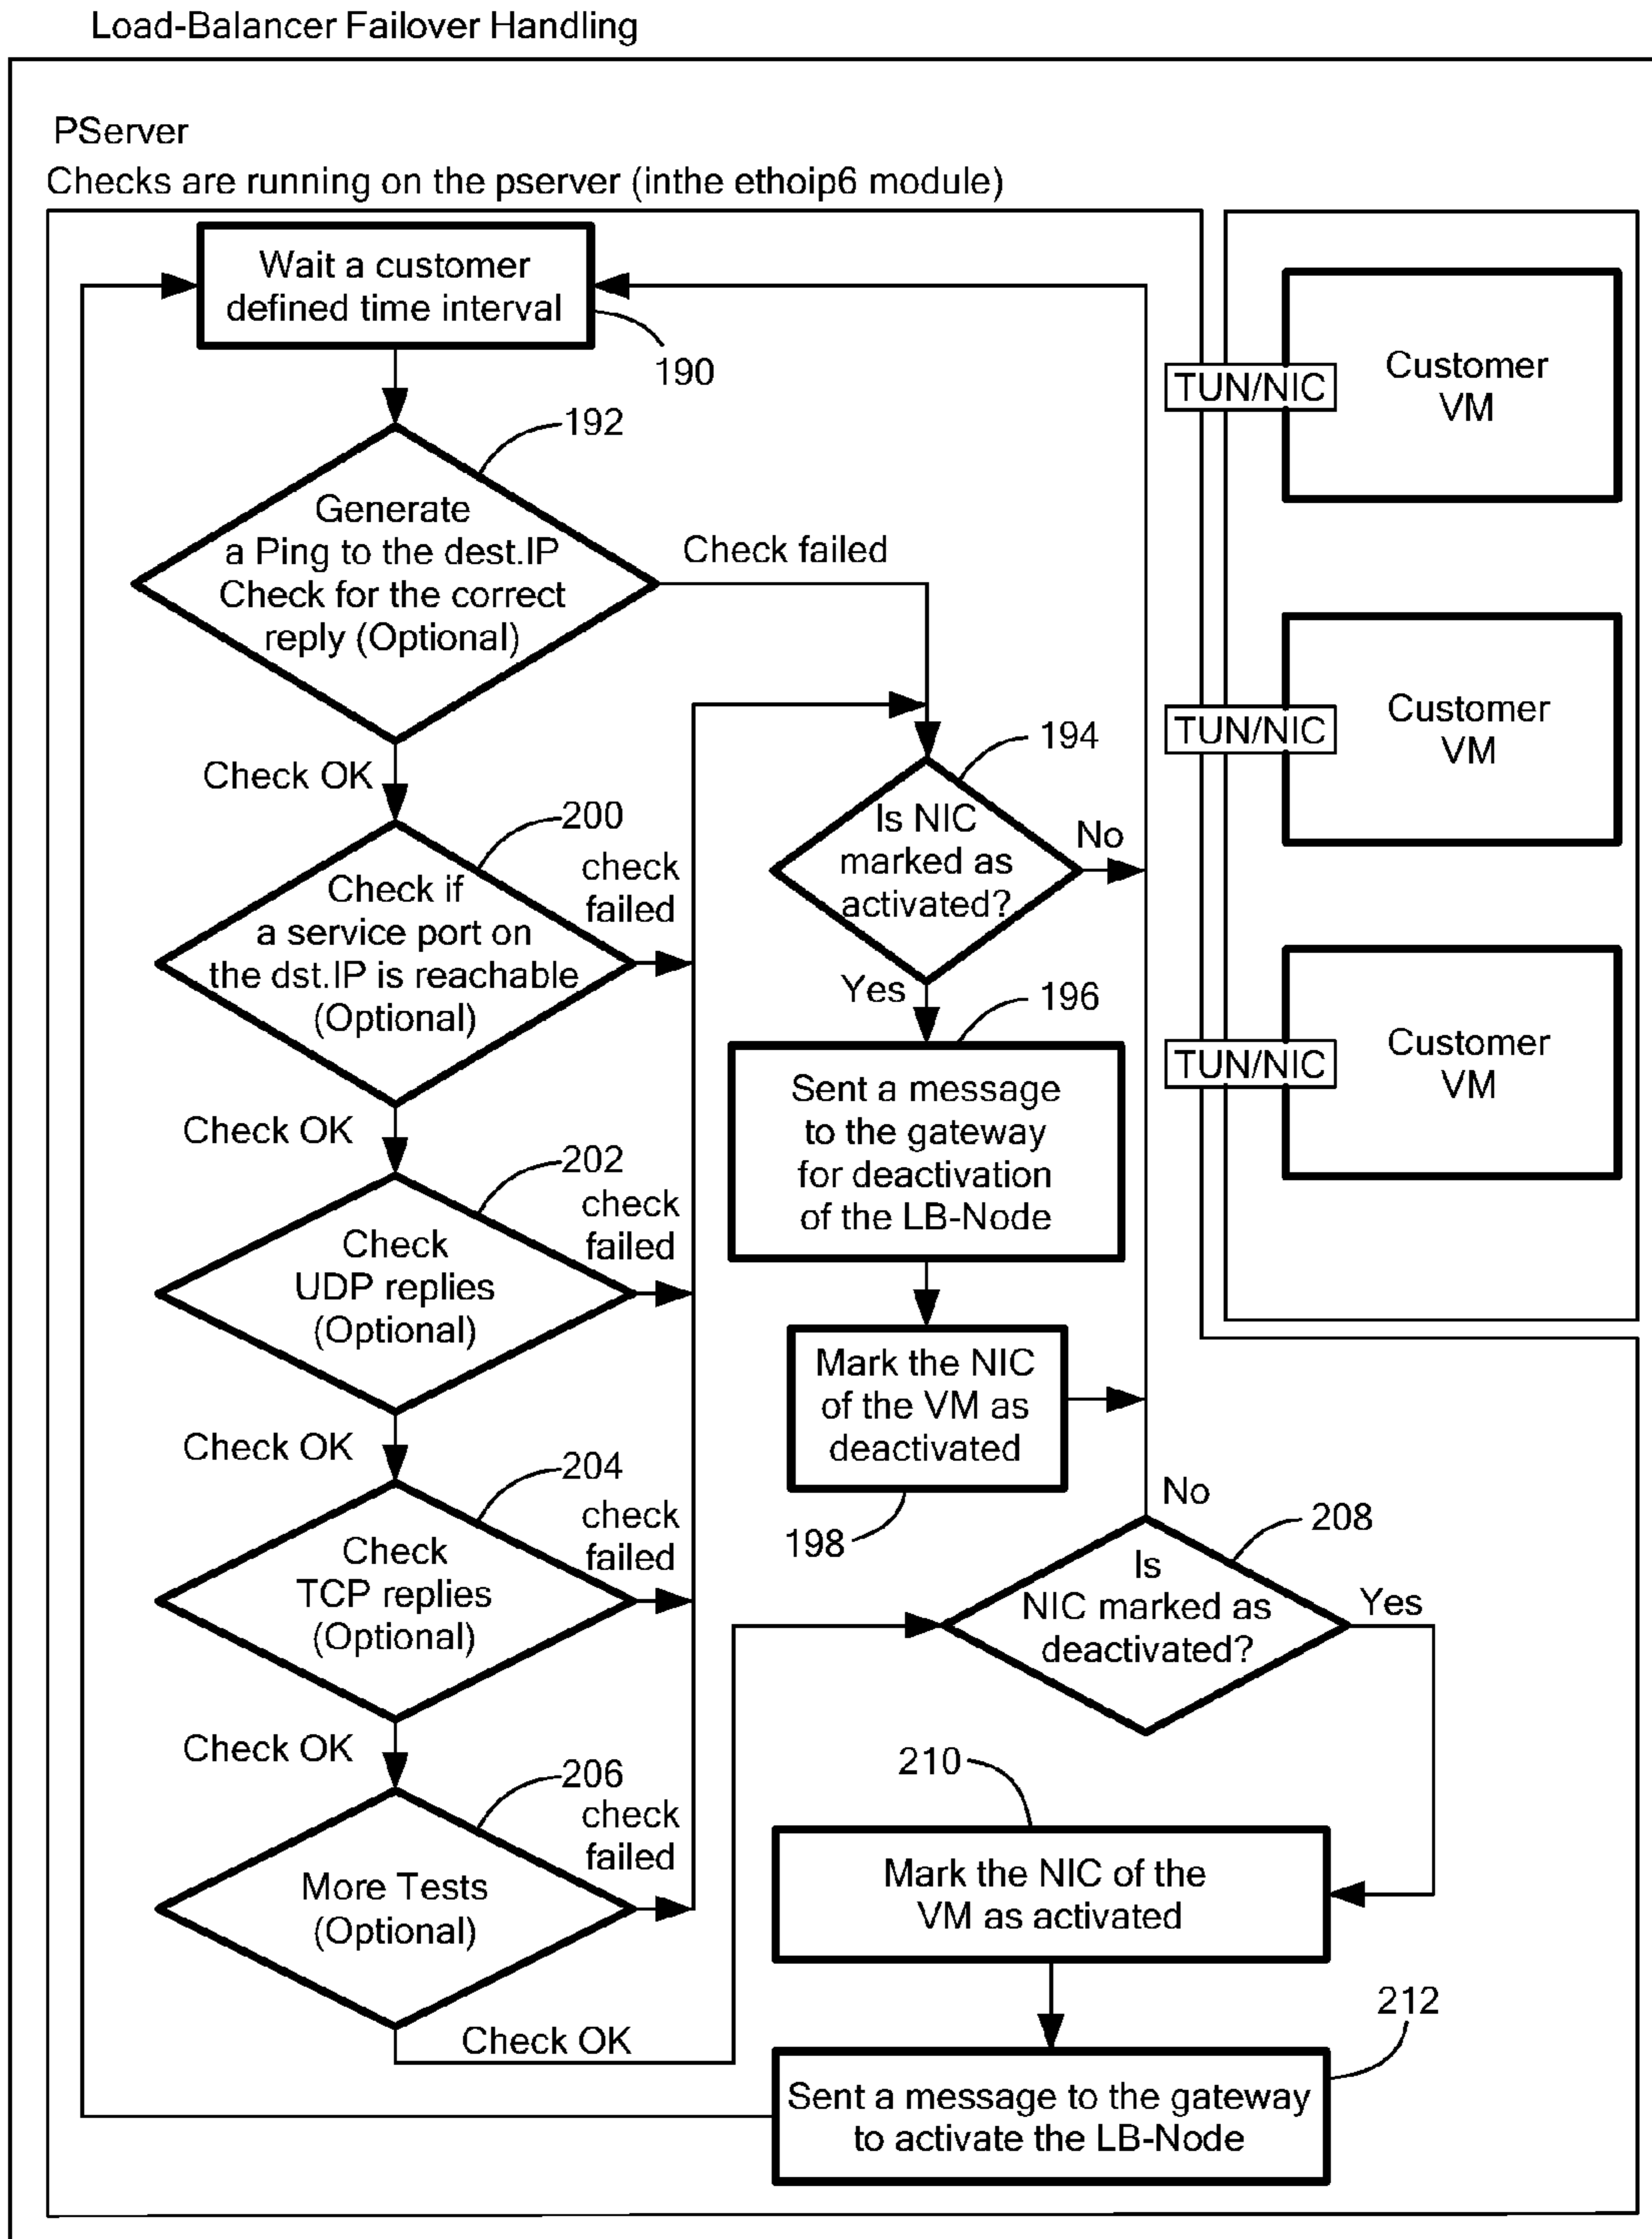 Load-Balancer Failover Handling
PServer
Checks are running on the pserver (inthe ethoip6 module)
Wait a customer
defined time interval
190
192
Generate
a Ping to the dest.IP
Check for the correct
reply (Optional)
Check failed
Check OK
200
Check if
a service port on
the dst.IP is reachable
(Optional)
check
failed
Check OK
202
Check
UDP replies
(Optional)
check
failed
Check OK
204
Check
TCP replies
(Optional)
check
failed
Check OK
206
More Tests
(Optional)
check
failed
Check OK
194
Is NIC
marked as
activated?
No
Yes
196
Sent a message
to the gateway
for deactivation
of the LB-Node
Mark the NIC
of the VM as
deactivated
198
No
208
Is
NIC marked as
deactivated?
Yes
210
Mark the NIC of the
VM as activated
212
Sent a message to the gateway
to activate the LB-Node
TUN/NIC
Customer
VM
TUN/NIC
Customer
VM
TUN/NIC
Customer
VM